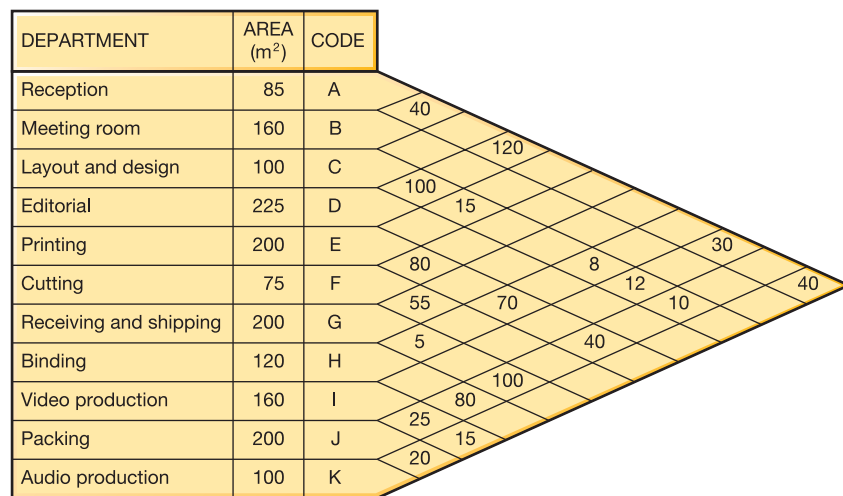 DEPARTMENT AREA (m²) CODE
Reception 85 A
40
Meeting room 160 B
120
Layout and design 100 C
100
Editorial 225 D 15
Printing 200 E 30
80 8
Cutting 75 F 12 40
55 70 10
Receiving and shipping 200 G
5 40
Binding 120 H
100
Video production 160 I 80
25
Packing 200 J 15
20
Audio production 100 K